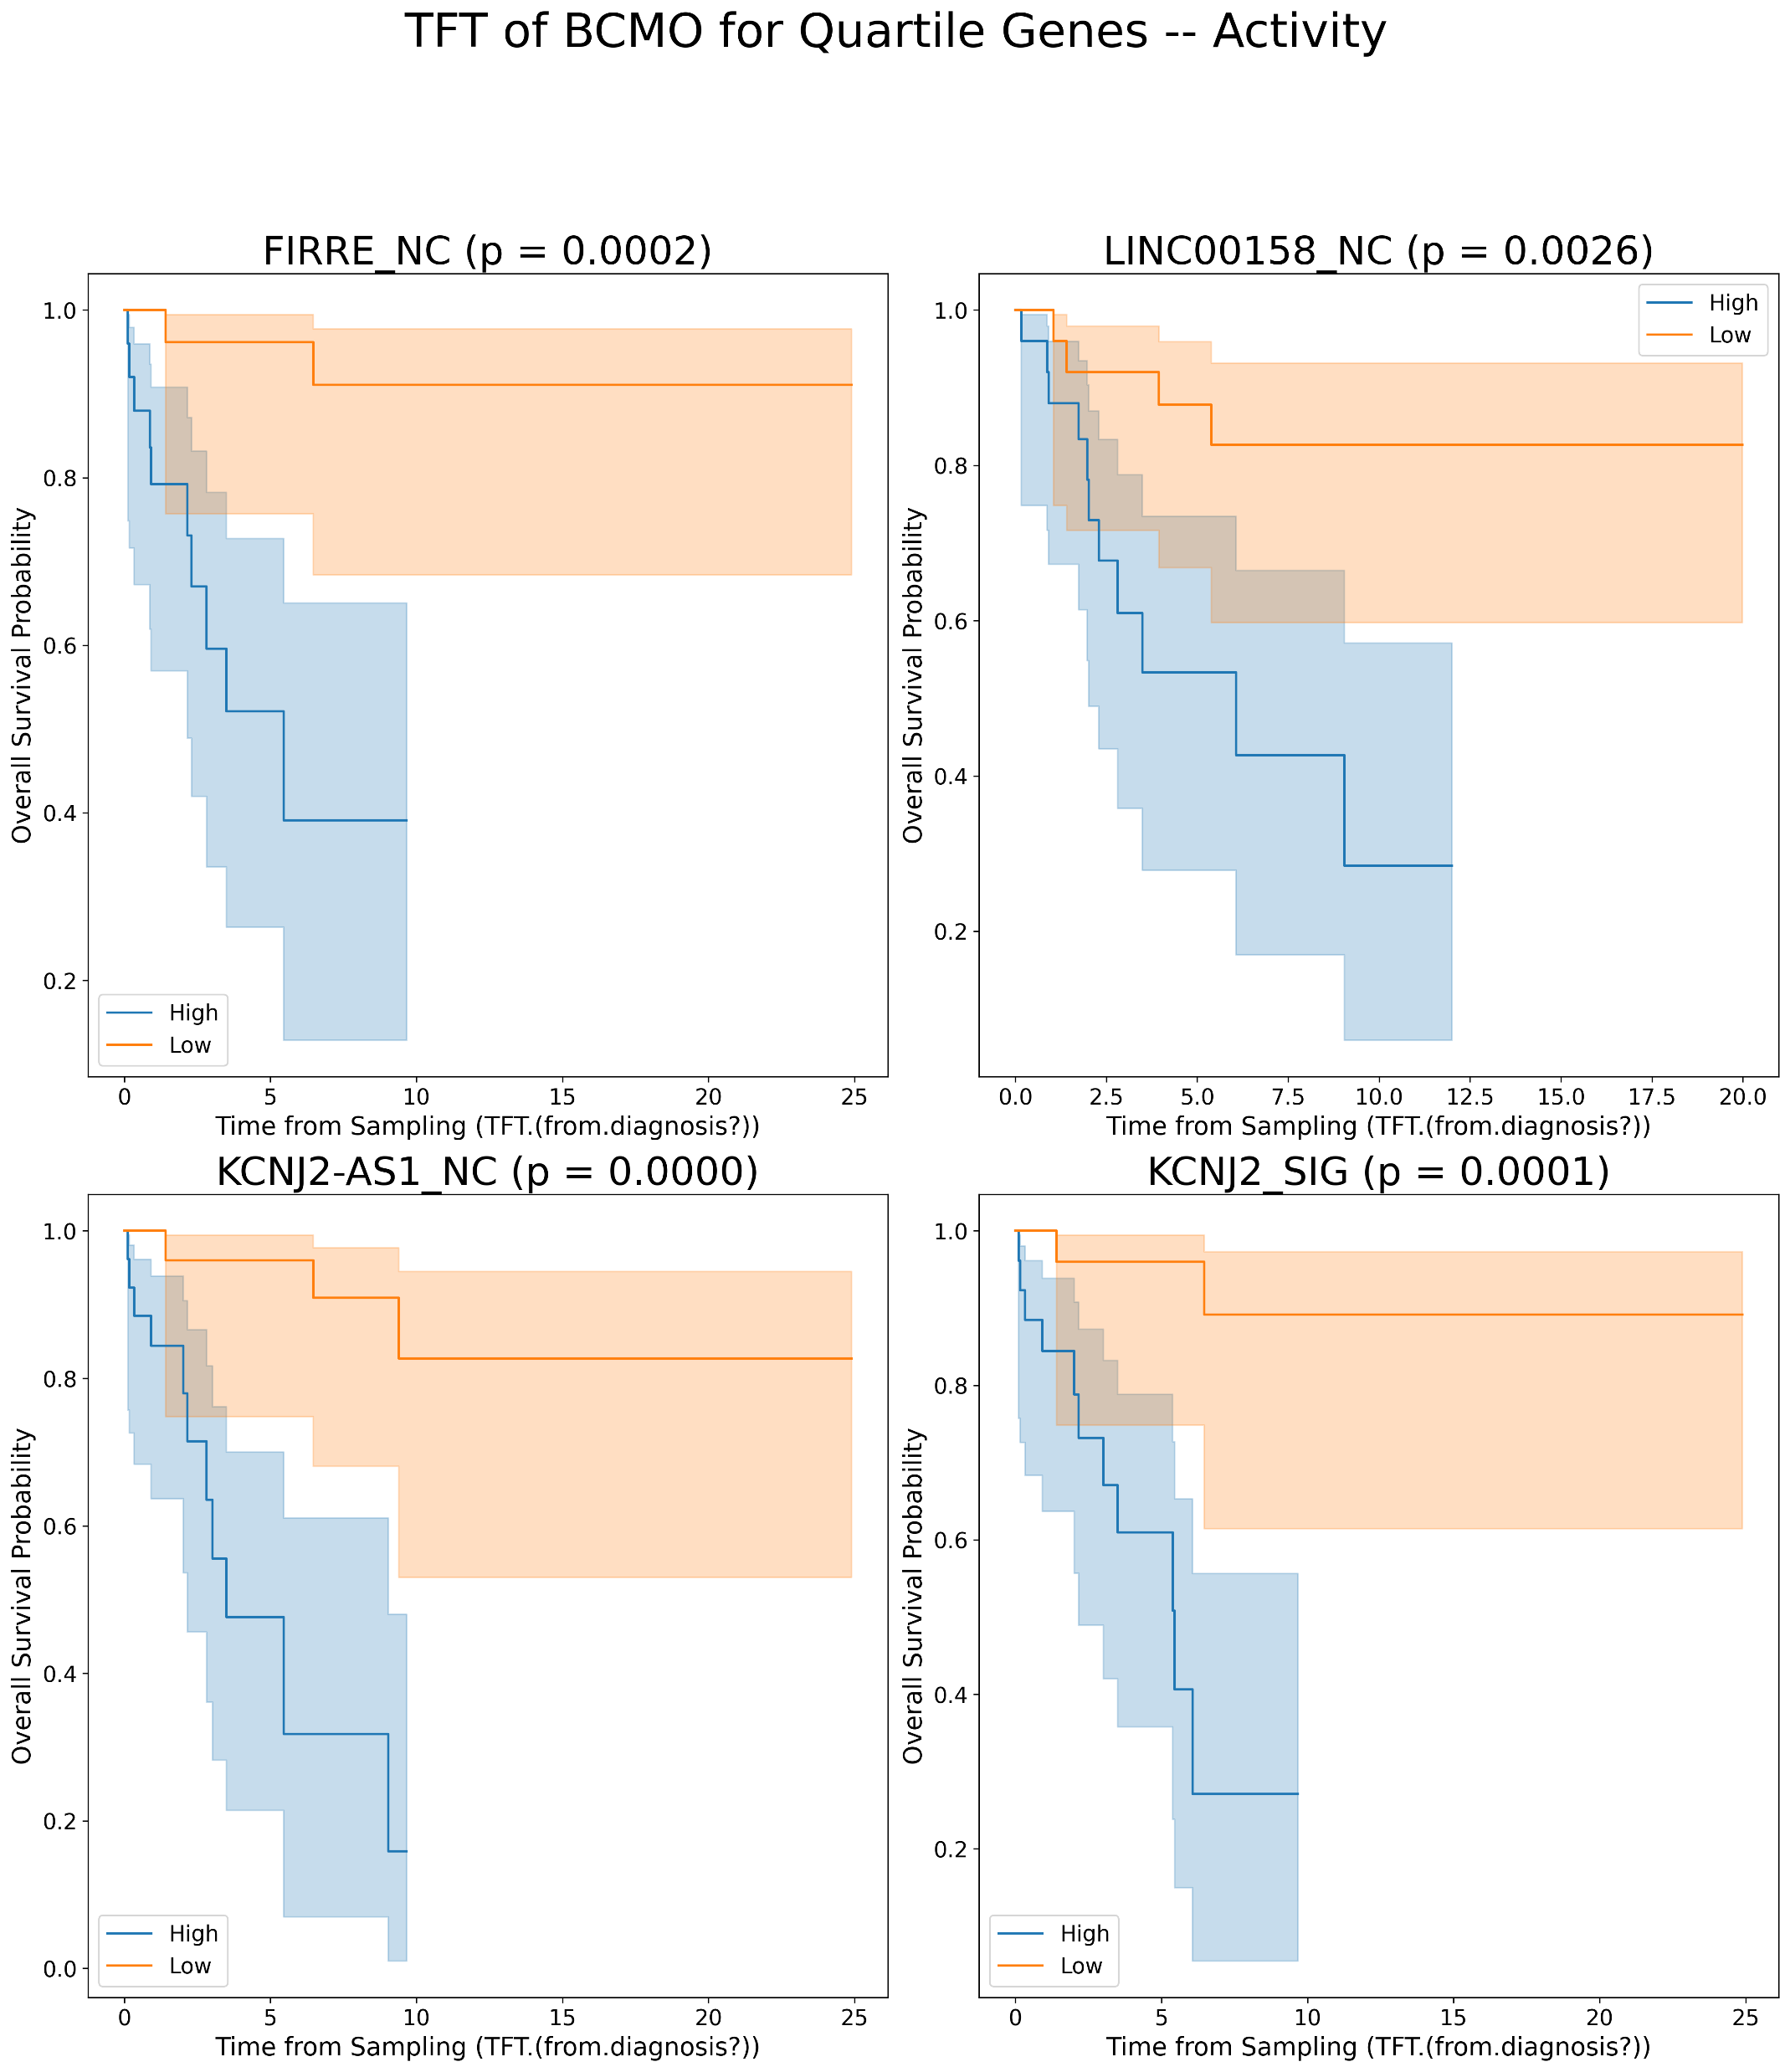 TFT of BCMO for Quartile Genes -- Activity
FIRRE_NC (p = 0.0002)
1.0
0.8
0.6
0.4
0.2
Overall Survival Probability
High
Low
0 5 10 15 20 25
Time from Sampling (TFT.(from.diagnosis?))
LINC00158_NC (p = 0.0026)
High
Low
1.0
0.8
0.6
0.4
0.2
Overall Survival Probability
0.0 2.5 5.0 7.5 10.0 12.5 15.0 17.5 20.0
Time from Sampling (TFT.(from.diagnosis?))
KCNJ2-AS1_NC (p = 0.0000)
1.0
0.8
0.6
0.4
0.2
0.0
Overall Survival Probability
High
Low
0 5 10 15 20 25
Time from Sampling (TFT.(from.diagnosis?))
KCNJ2_SIG (p = 0.0001)
1.0
0.8
0.6
0.4
0.2
Overall Survival Probability
High
Low
0 5 10 15 20 25
Time from Sampling (TFT.(from.diagnosis?))